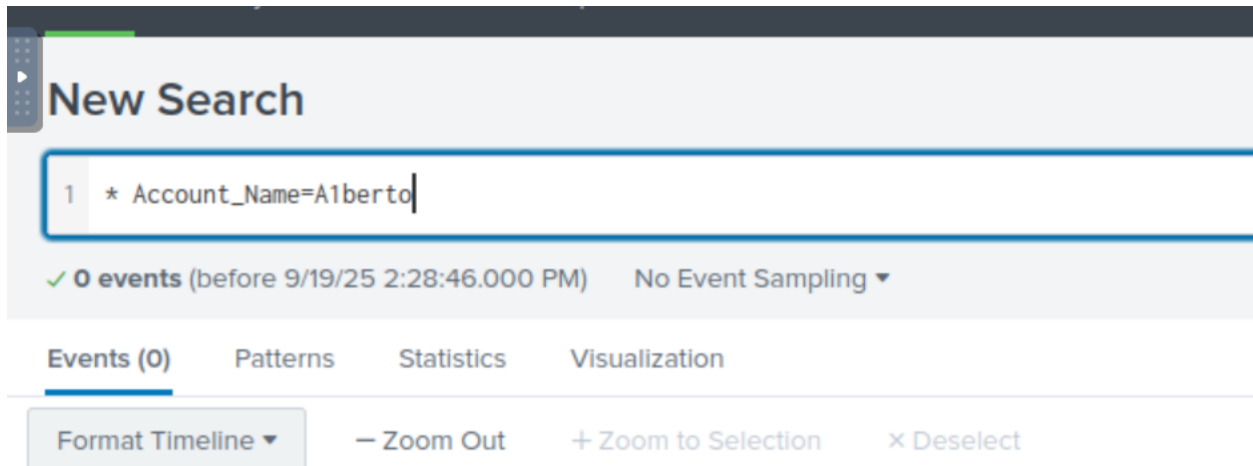 New Search
1 * Account_Name=A1berto
✓ 0 events (before 9/19/25 2:28:46.000 PM) No Event Sampling ▾
Events (0) Patterns Statistics Visualization
Format Timeline ▾ — Zoom Out + Zoom to Selection × Deselect